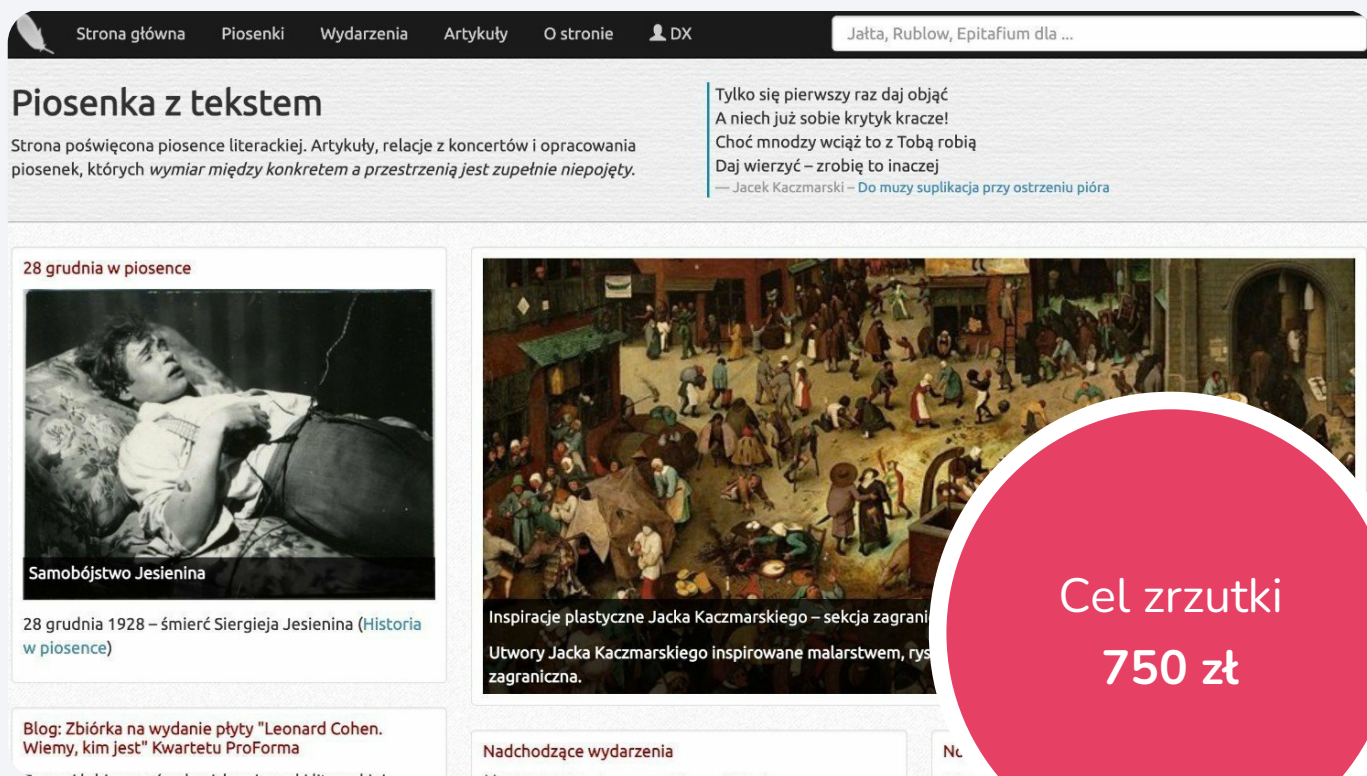 Strona główna Piosenki Wydarzenia Artykuły O stronie DX Jałta, Rublow, Epitafium dla ...
Piosenka z tekstem
Strona poświęcona piosence literackiej. Artykuły, relacje z koncertów i opracowania
piosenek, których wymiar między konkretem a przestrzenią jest zupełnie niepojęty.
Tylko się pierwszy raz daj objąć
A niech już sobie krytyk kracze!
Choć mnodzy wciąż to z Tobą robią
Daj wierzyć – zrobię to inaczej
— Jacek Kaczmarski – Do muzy suplikacja przy ostrzeniu pióra
28 grudnia w piosence
Samobójstwo Jesienina
28 grudnia 1928 – śmierć Siergieja Jesienina (Historia
w piosence)
Blog: Zbiórka na wydanie płyty "Leonard Cohen.
Wiemy, kim jest" Kwartetu ProForma
Inspiracje plastyczne Jacka Kaczmarskiego – sekcja zagrani
Utwory Jacka Kaczmarskiego inspirowane malarstwem, rys
zagraniczna.
Nadchodzące wydarzenia
Cel zrzutki
750 zł